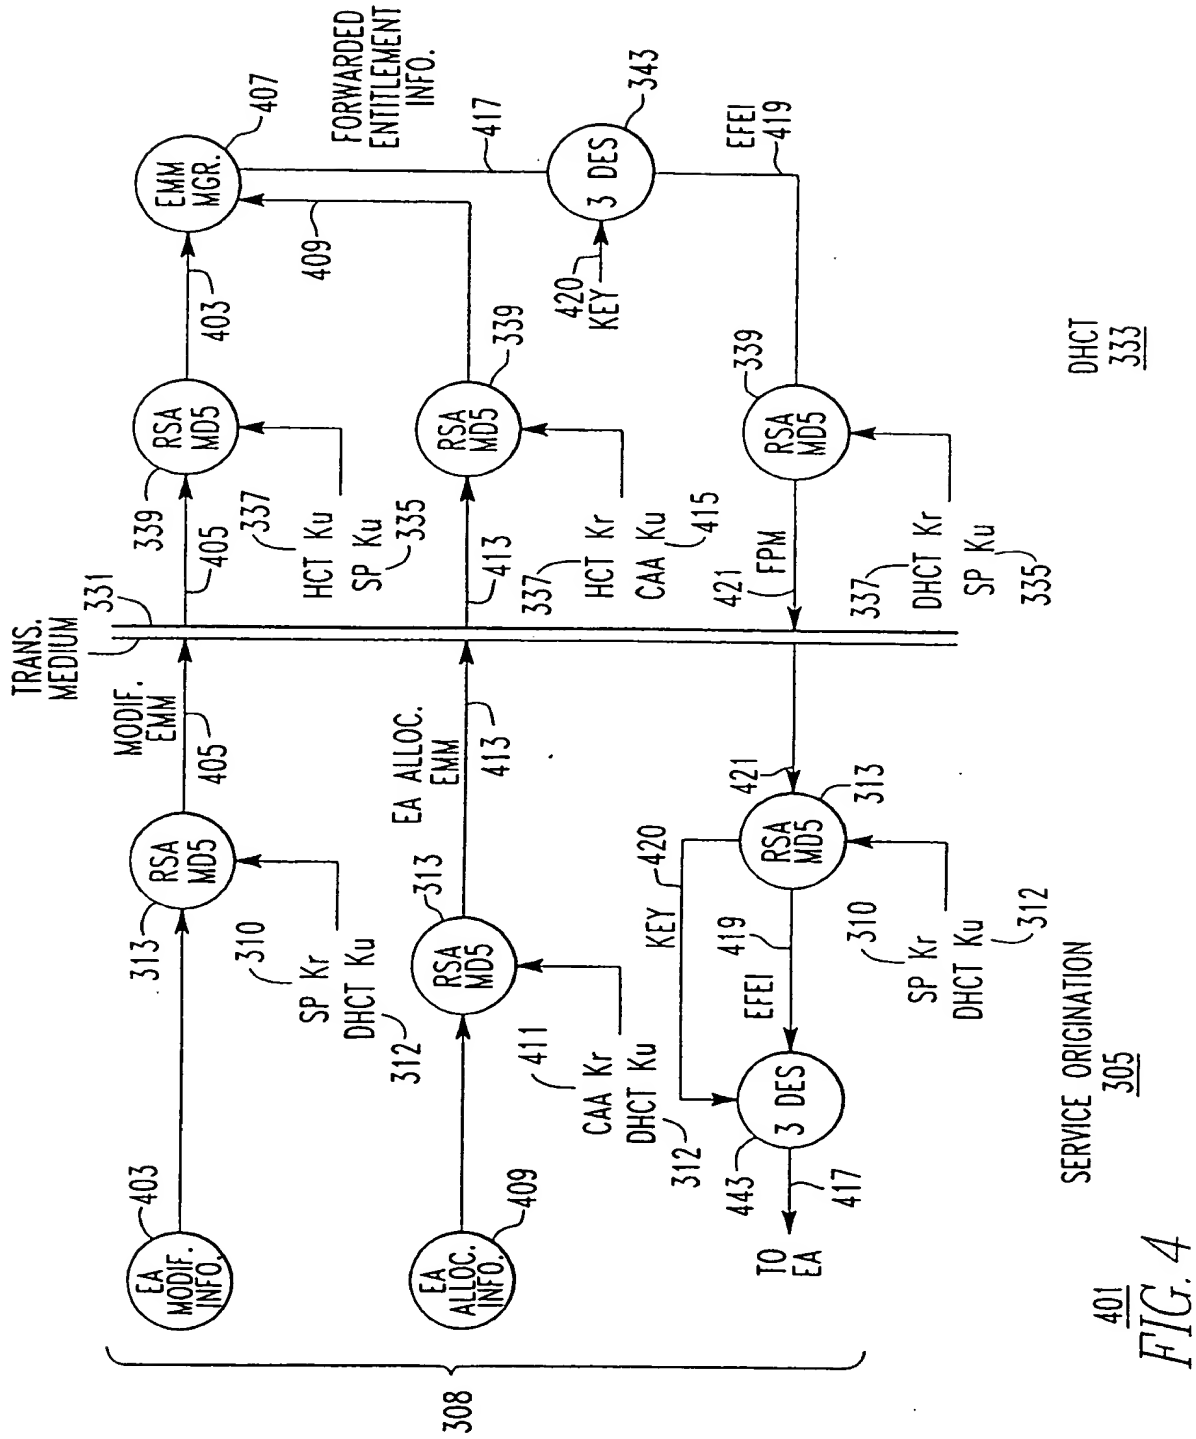 TRANS.
MEDIUM
331
EA
MODIF.
INFO.
403
313
RSA
MD5
310
SP Kr
DHCT Ku
312
MODIF.
EMM
405
405
339
RSA
MD5
337
HCT Ku
SP Ku
335
403
EMM
MGR.
407
308
EA
ALLOC.
INFO.
409
RSA
MD5
313
411
CAA Kr
DHCT Ku
312
EA ALLOC.
EMM
413
413
RSA
MD5
339
337
HCT Kr
CAA Ku
415
409
FORWARDED
ENTITLEMENT
INFO.
417
420
KEY
3 DES
343
EFEI
419
TO
EA
417
443
3 DES
KEY
420
EFEI
419
RSA
MD5
313
421
310
SP Kr
DHCT Ku
312
421
FPM
RSA
MD5
339
337
DHCT Kr
SP Ku
335
SERVICE ORIGINATION
305
DHCT
333
401
FIG. 4